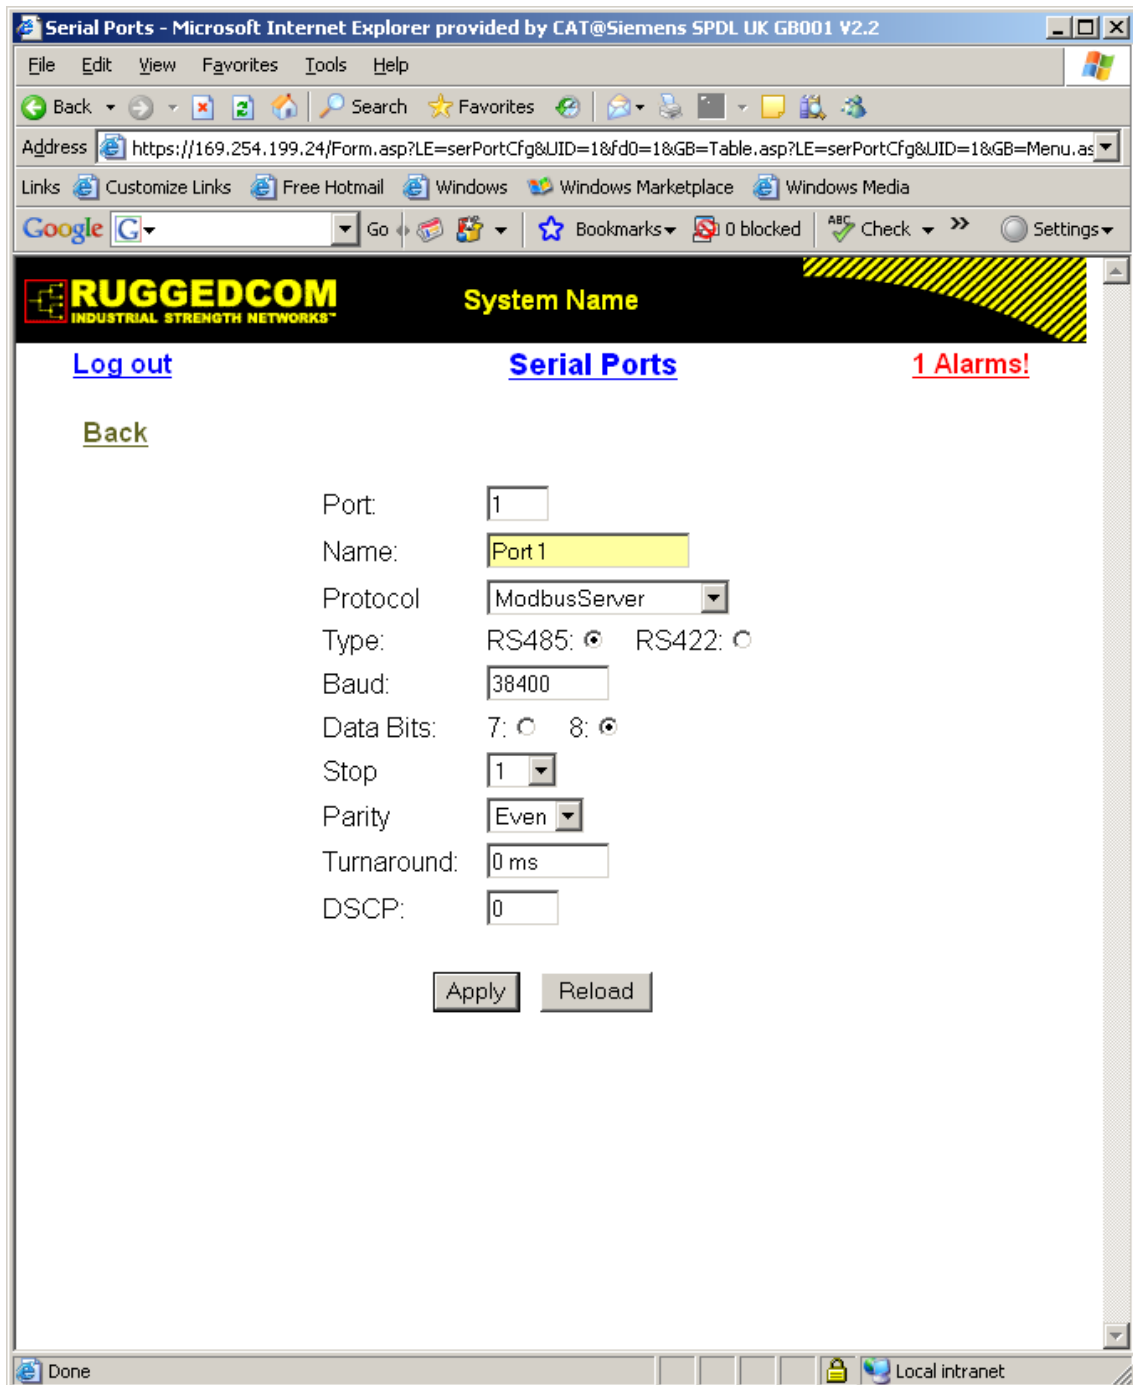 Serial Ports - Microsoft Internet Explorer provided by CAT@Siemens SPDL UK GB001 V2.2
File Edit View Favorites Tools Help
Back Search Favorites
Address https://169.254.199.24/Form.asp?LE=serPortCfg&UID=1&fd0=1&GB=Table.asp?LE=serPortCfg&UID=1&GB=Menu.as
Links Customize Links Free Hotmail Windows Windows Marketplace Windows Media
Google G Go Bookmarks 0 blocked ABC Check >> Settings
RUGGEDCOM
INDUSTRIAL STRENGTH NETWORKS™
System Name
Log out Serial Ports 1 Alarms!
Back
Port: 1
Name: Port 1
Protocol ModbusServer
Type: RS485: RS422:
Baud: 38400
Data Bits: 7: 8:
Stop 1
Parity Even
Turnaround: 0 ms
DSCP: 0
Apply Reload
Done Local intranet